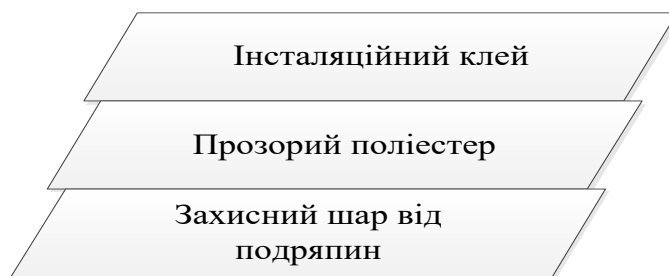 Інсталяційний клей
Прозорий поліестер
Захисний шар від
подряпин